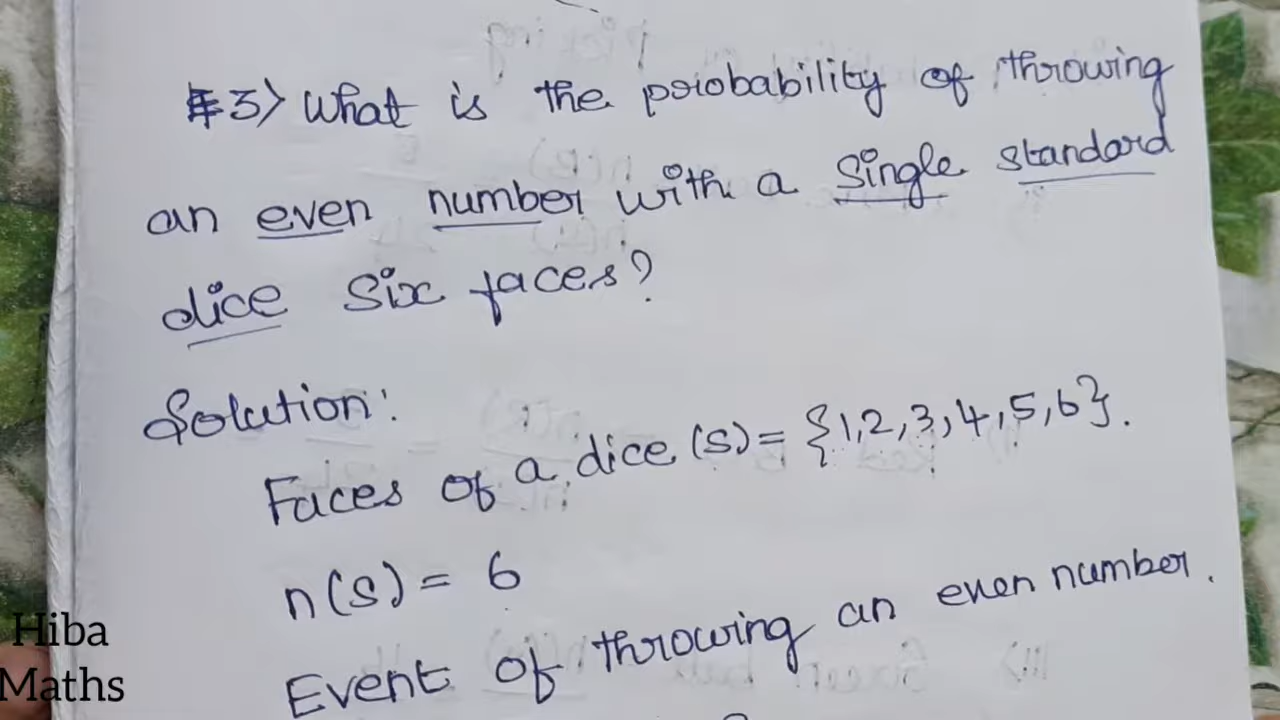 3) What is the probability of throwing
an even number with a single standard
dice six faces?
Solution:
Faces of a dice (S) = {1,2,3,4,5,6}.
n(S) = 6
Event of throwing an even number.
Hiba
Maths